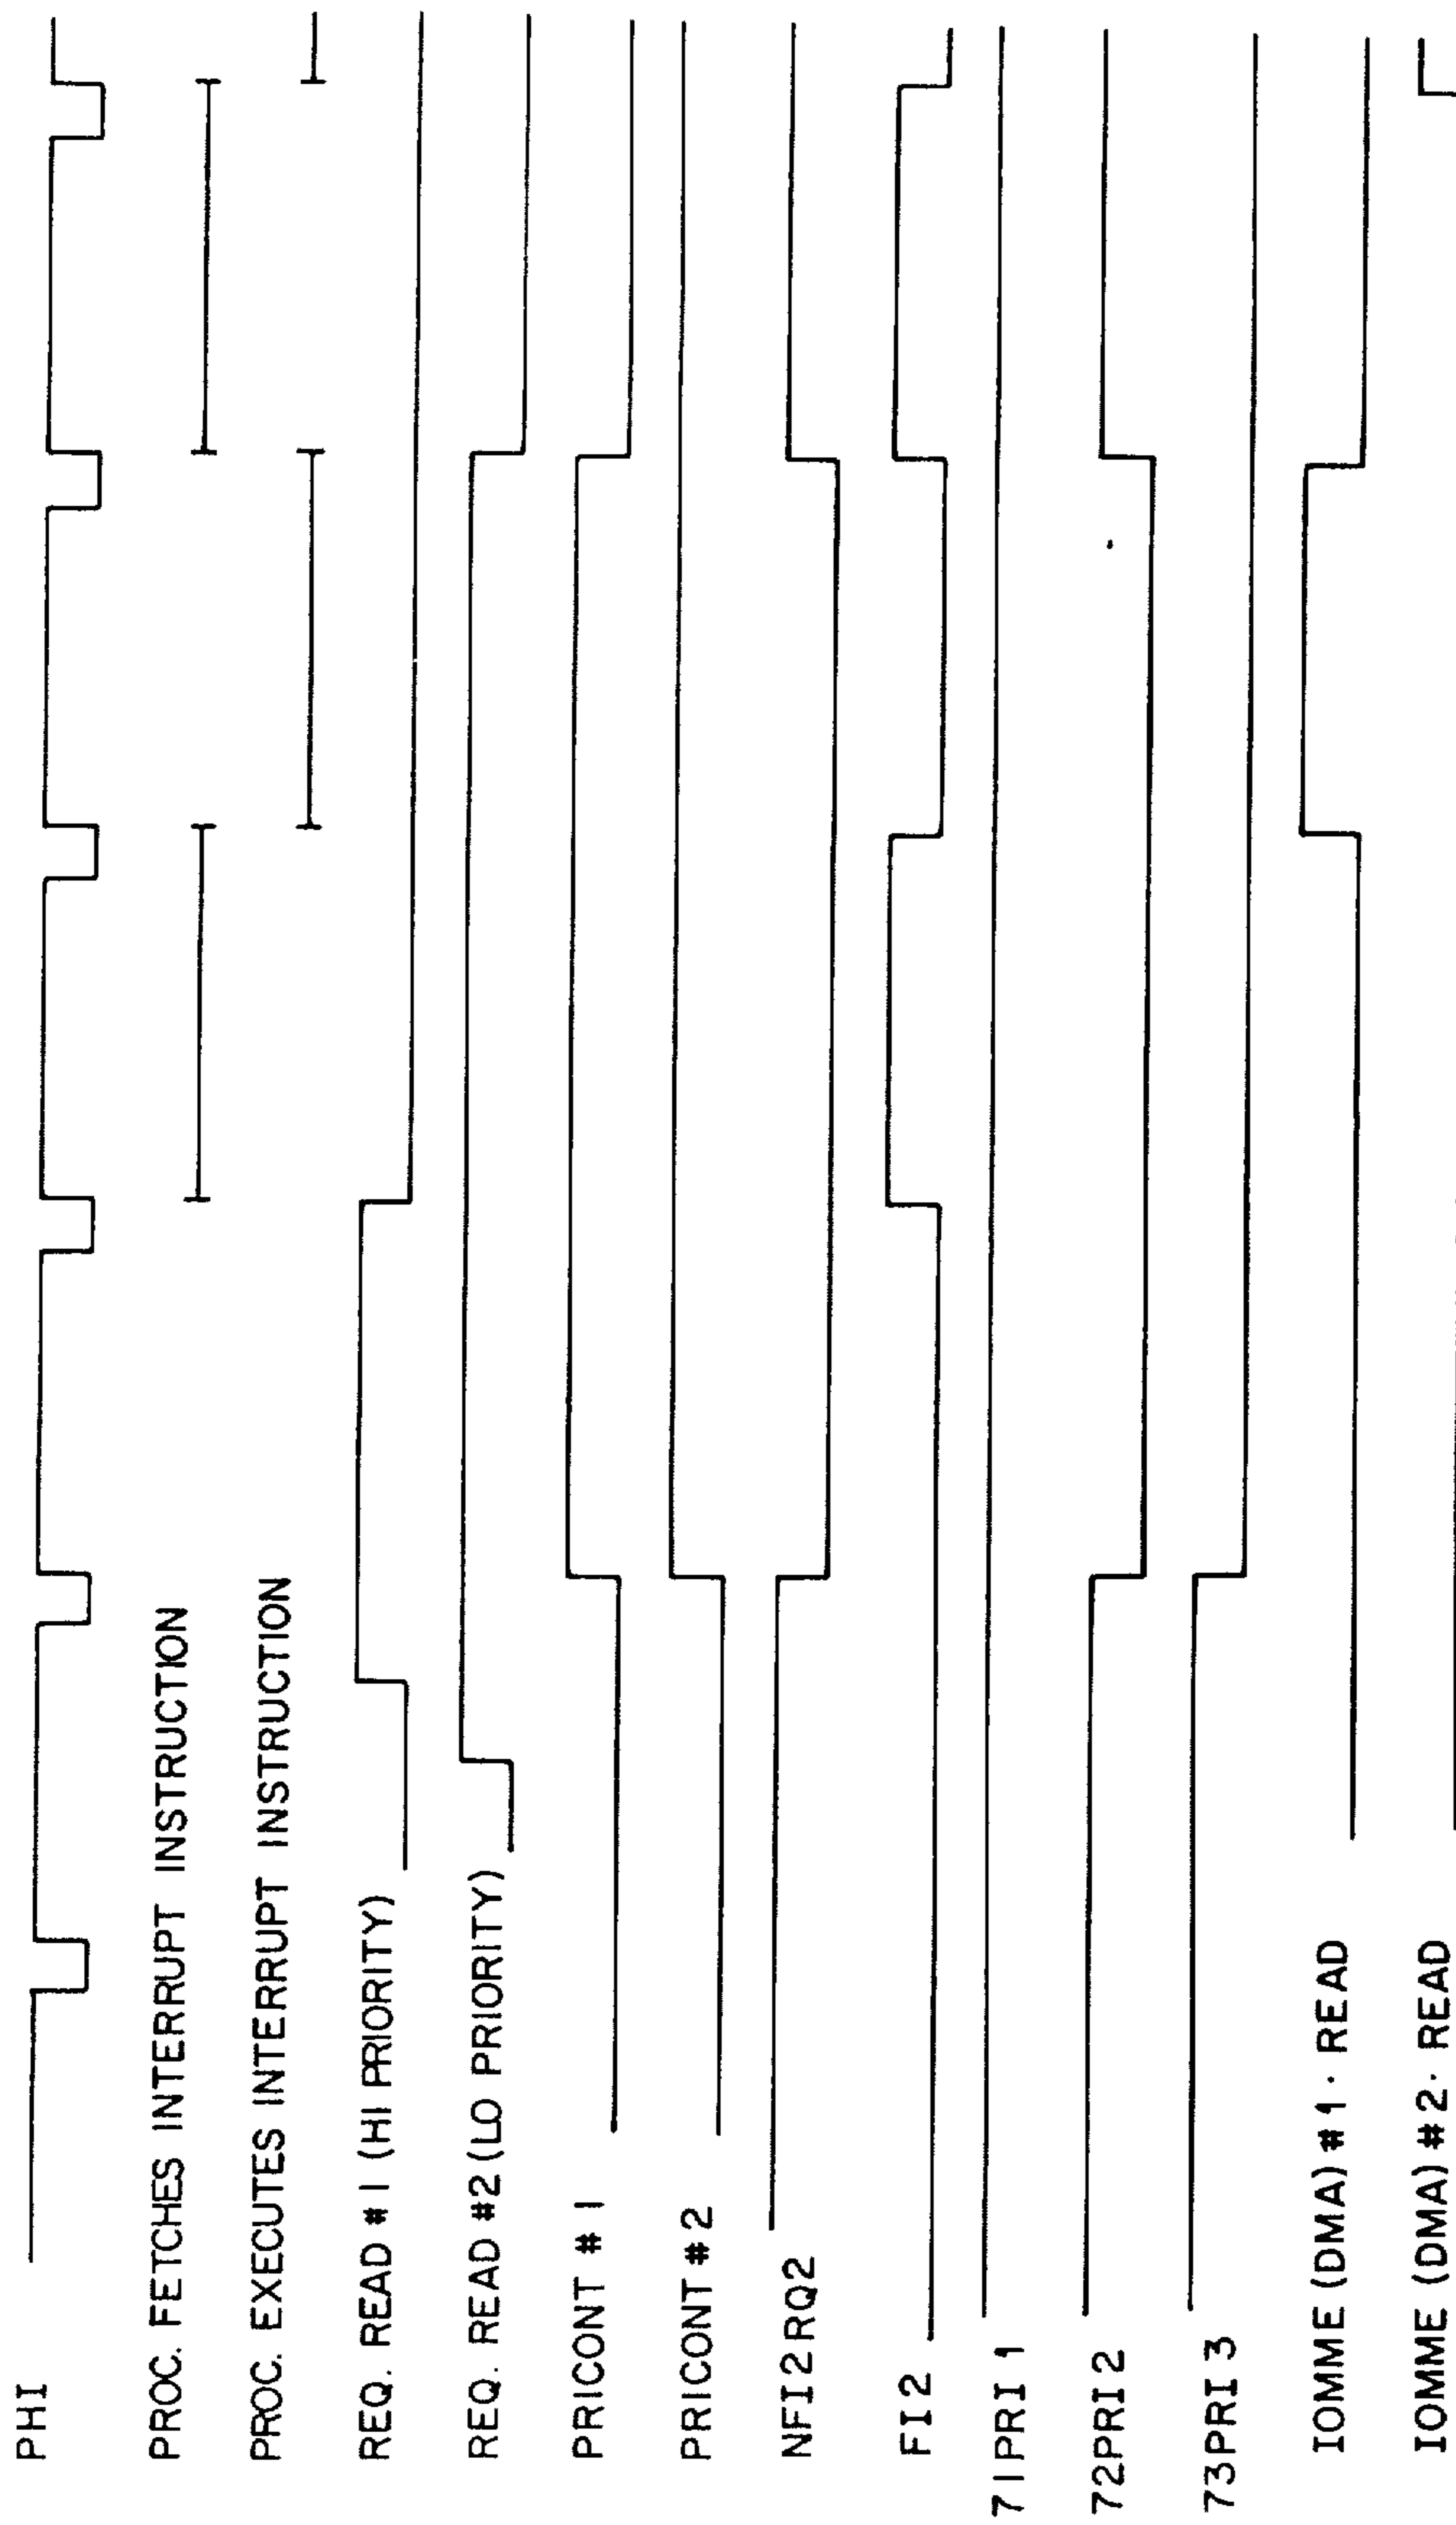 PHI
PROC. FETCHES INTERRUPT INSTRUCTION
PROC. EXECUTES INTERRUPT INSTRUCTION
REQ. READ #1 (HI PRIORITY)
REQ. READ #2 (LO PRIORITY)
PRICONT #1
PRICONT #2
NFI2RQ2
FI2
71PRI1
72PRI2
73PRI3
IOMME (DMA) #1 · READ
IOMME (DMA) #2 · READ